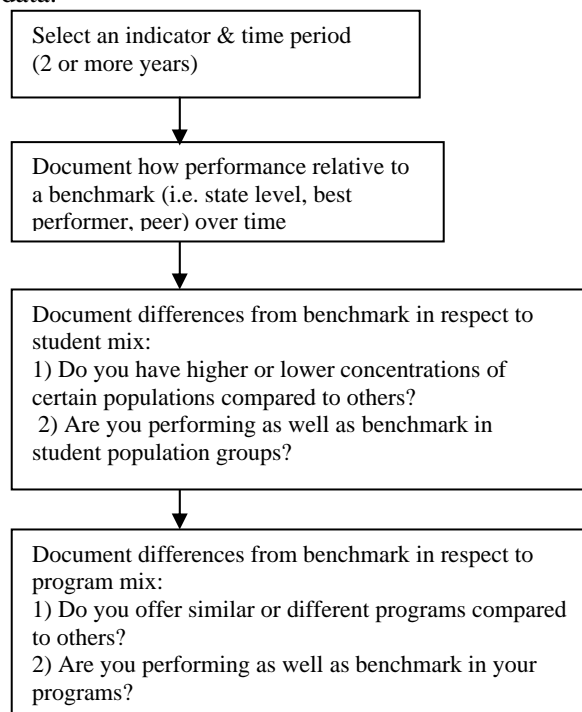 data.
Select an indicator & time period
(2 or more years)
Document how performance relative to
a benchmark (i.e. state level, best
performer, peer) over time
Document differences from benchmark in respect to
student mix:
1) Do you have higher or lower concentrations of
certain populations compared to others?
2) Are you performing as well as benchmark in
student population groups?
Document differences from benchmark in respect to
program mix:
1) Do you offer similar or different programs compared
to others?
2) Are you performing as well as benchmark in your
programs?